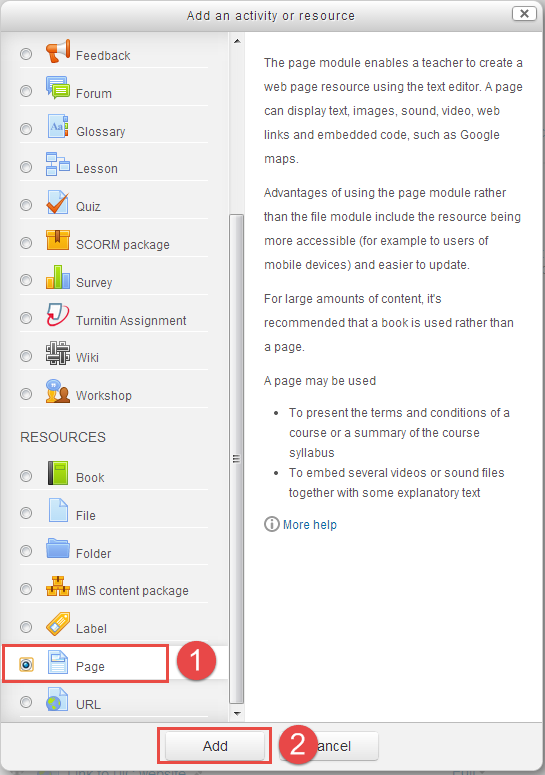 Add an activity or resource
Feedback
Forum
Glossary
Lesson
Quiz
SCORM package
Survey
Turnitin Assignment
Wiki
Workshop
RESOURCES
Book
File
Folder
IMS content package
Label
Page
1
URL
The page module enables a teacher to create a
web page resource using the text editor. A page
can display text, images, sound, video, web
links and embedded code, such as Google
maps.
Advantages of using the page module rather
than the file module include the resource being
more accessible (for example to users of
mobile devices) and easier to update.
For large amounts of content, it's
recommended that a book is used rather than
a page.
A page may be used
• To present the terms and conditions of a
course or a summary of the course
syllabus
• To embed several videos or sound files
together with some explanatory text
More help
Add
2
ancel